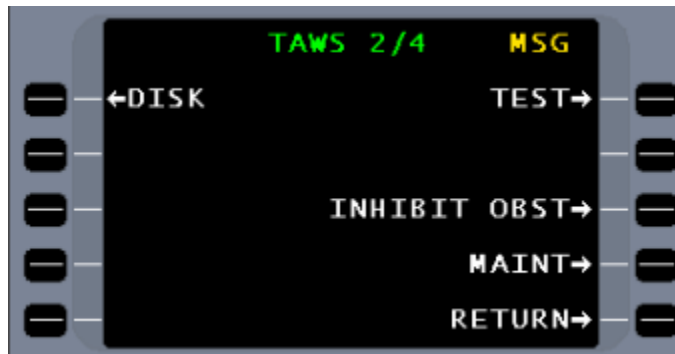 TAWS 2/4 MSG
←DISK TEST→
INHIBIT OBST→
MAINT→
RETURN→